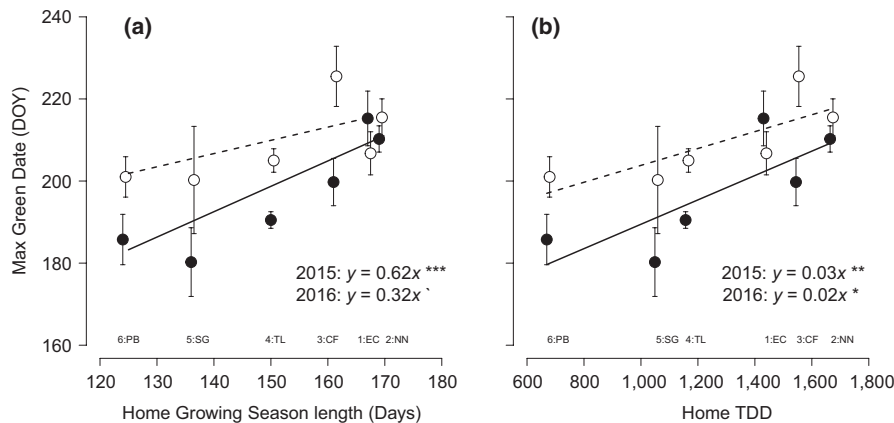 (a)
(b)
Max Green Date (DOY)
240
220
200
180
160
2015: y = 0.62x ***
2016: y = 0.32x `
2015: y = 0.03x **
2016: y = 0.02x *
6:PB 5:SG 4:TL 3:CF 1:EC 2:NN
6:PB 5:SG 4:TL 1:EC 3:CF 2:NN
120 130 140 150 160 170 180
600 800 1,000 1,200 1,400 1,600 1,800
Home Growing Season length (Days)
Home TDD